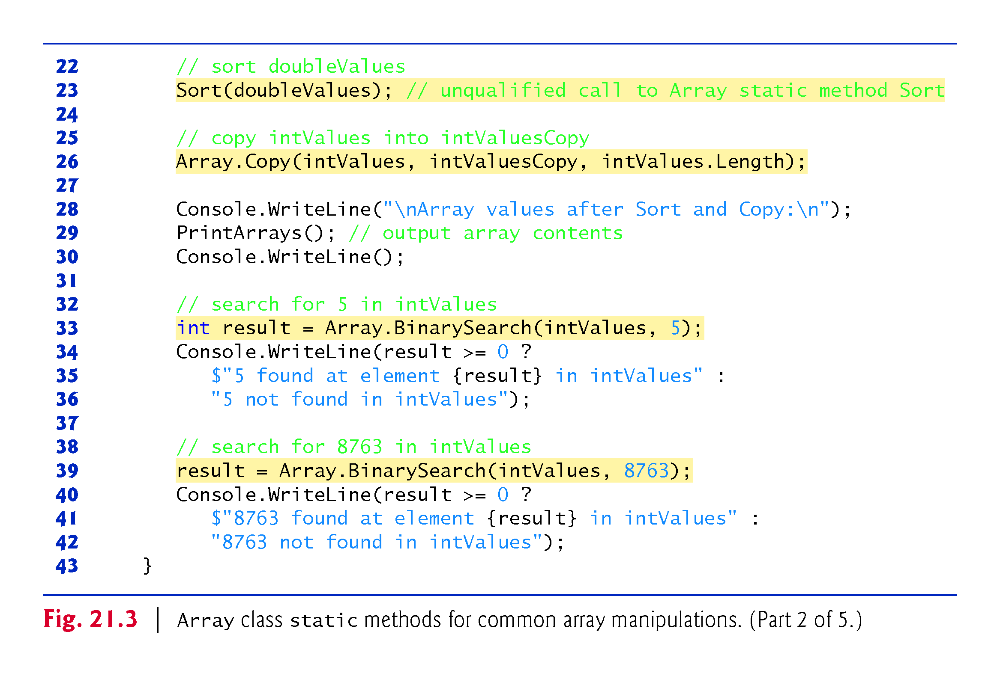 22 // sort doubleValues
23 Sort(doubleValues); // unqualified call to Array static method Sort
24
25 // copy intValues into intValuesCopy
26 Array.Copy(intValues, intValuesCopy, intValues.Length);
27
28 Console.WriteLine("\nArray values after Sort and Copy:\n");
29 PrintArrays(); // output array contents
30 Console.WriteLine();
31
32 // search for 5 in intValues
33 int result = Array.BinarySearch(intValues, 5);
34 Console.WriteLine(result >= 0 ?
35 $"5 found at element {result} in intValues" :
36 "5 not found in intValues");
37
38 // search for 8763 in intValues
39 result = Array.BinarySearch(intValues, 8763);
40 Console.WriteLine(result >= 0 ?
41 $"8763 found at element {result} in intValues" :
42 "8763 not found in intValues");
43 }
Fig. 21.3 | Array class static methods for common array manipulations. (Part 2 of 5.)